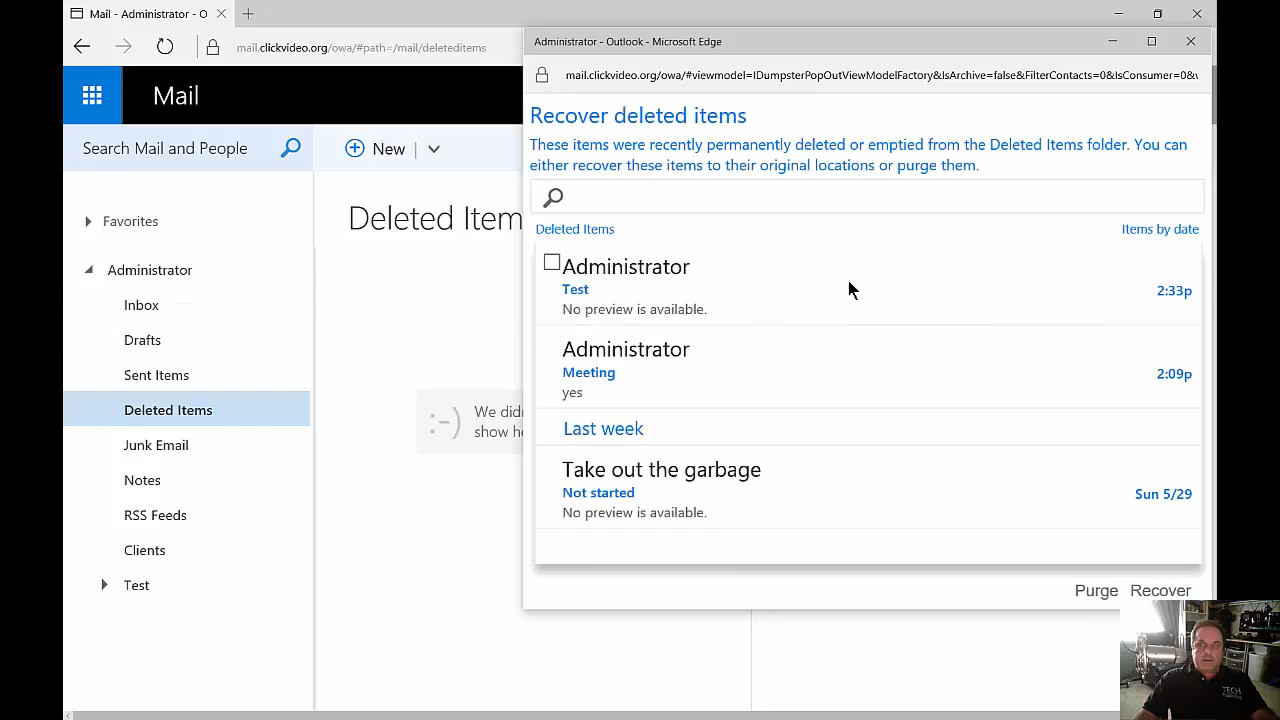 Mail - Administrator - O
Administrator - Outlook - Microsoft Edge
mail.clickvideo.org/owa/#path=/mail/deleteditems
mail.clickvideo.org/owa/#viewmodel=IDumpsterPopOutViewModelFactory&IsArchive=false&FilterContacts=0&IsConsumer=0&
Mail
Search Mail and People
New
Favorites
Administrator
Inbox
Drafts
Sent Items
Deleted Items
Junk Email
Notes
RSS Feeds
Clients
Test
Deleted Item
:-)
We didn
show he
Recover deleted items
These items were recently permanently deleted or emptied from the Deleted Items folder. You can
either recover these items to their original locations or purge them.
Deleted Items
Items by date
Administrator
Test
2:33p
No preview is available.
Administrator
Meeting
2:09p
yes
Last week
Take out the garbage
Not started
Sun 5/29
No preview is available.
Purge
Recover
TECH